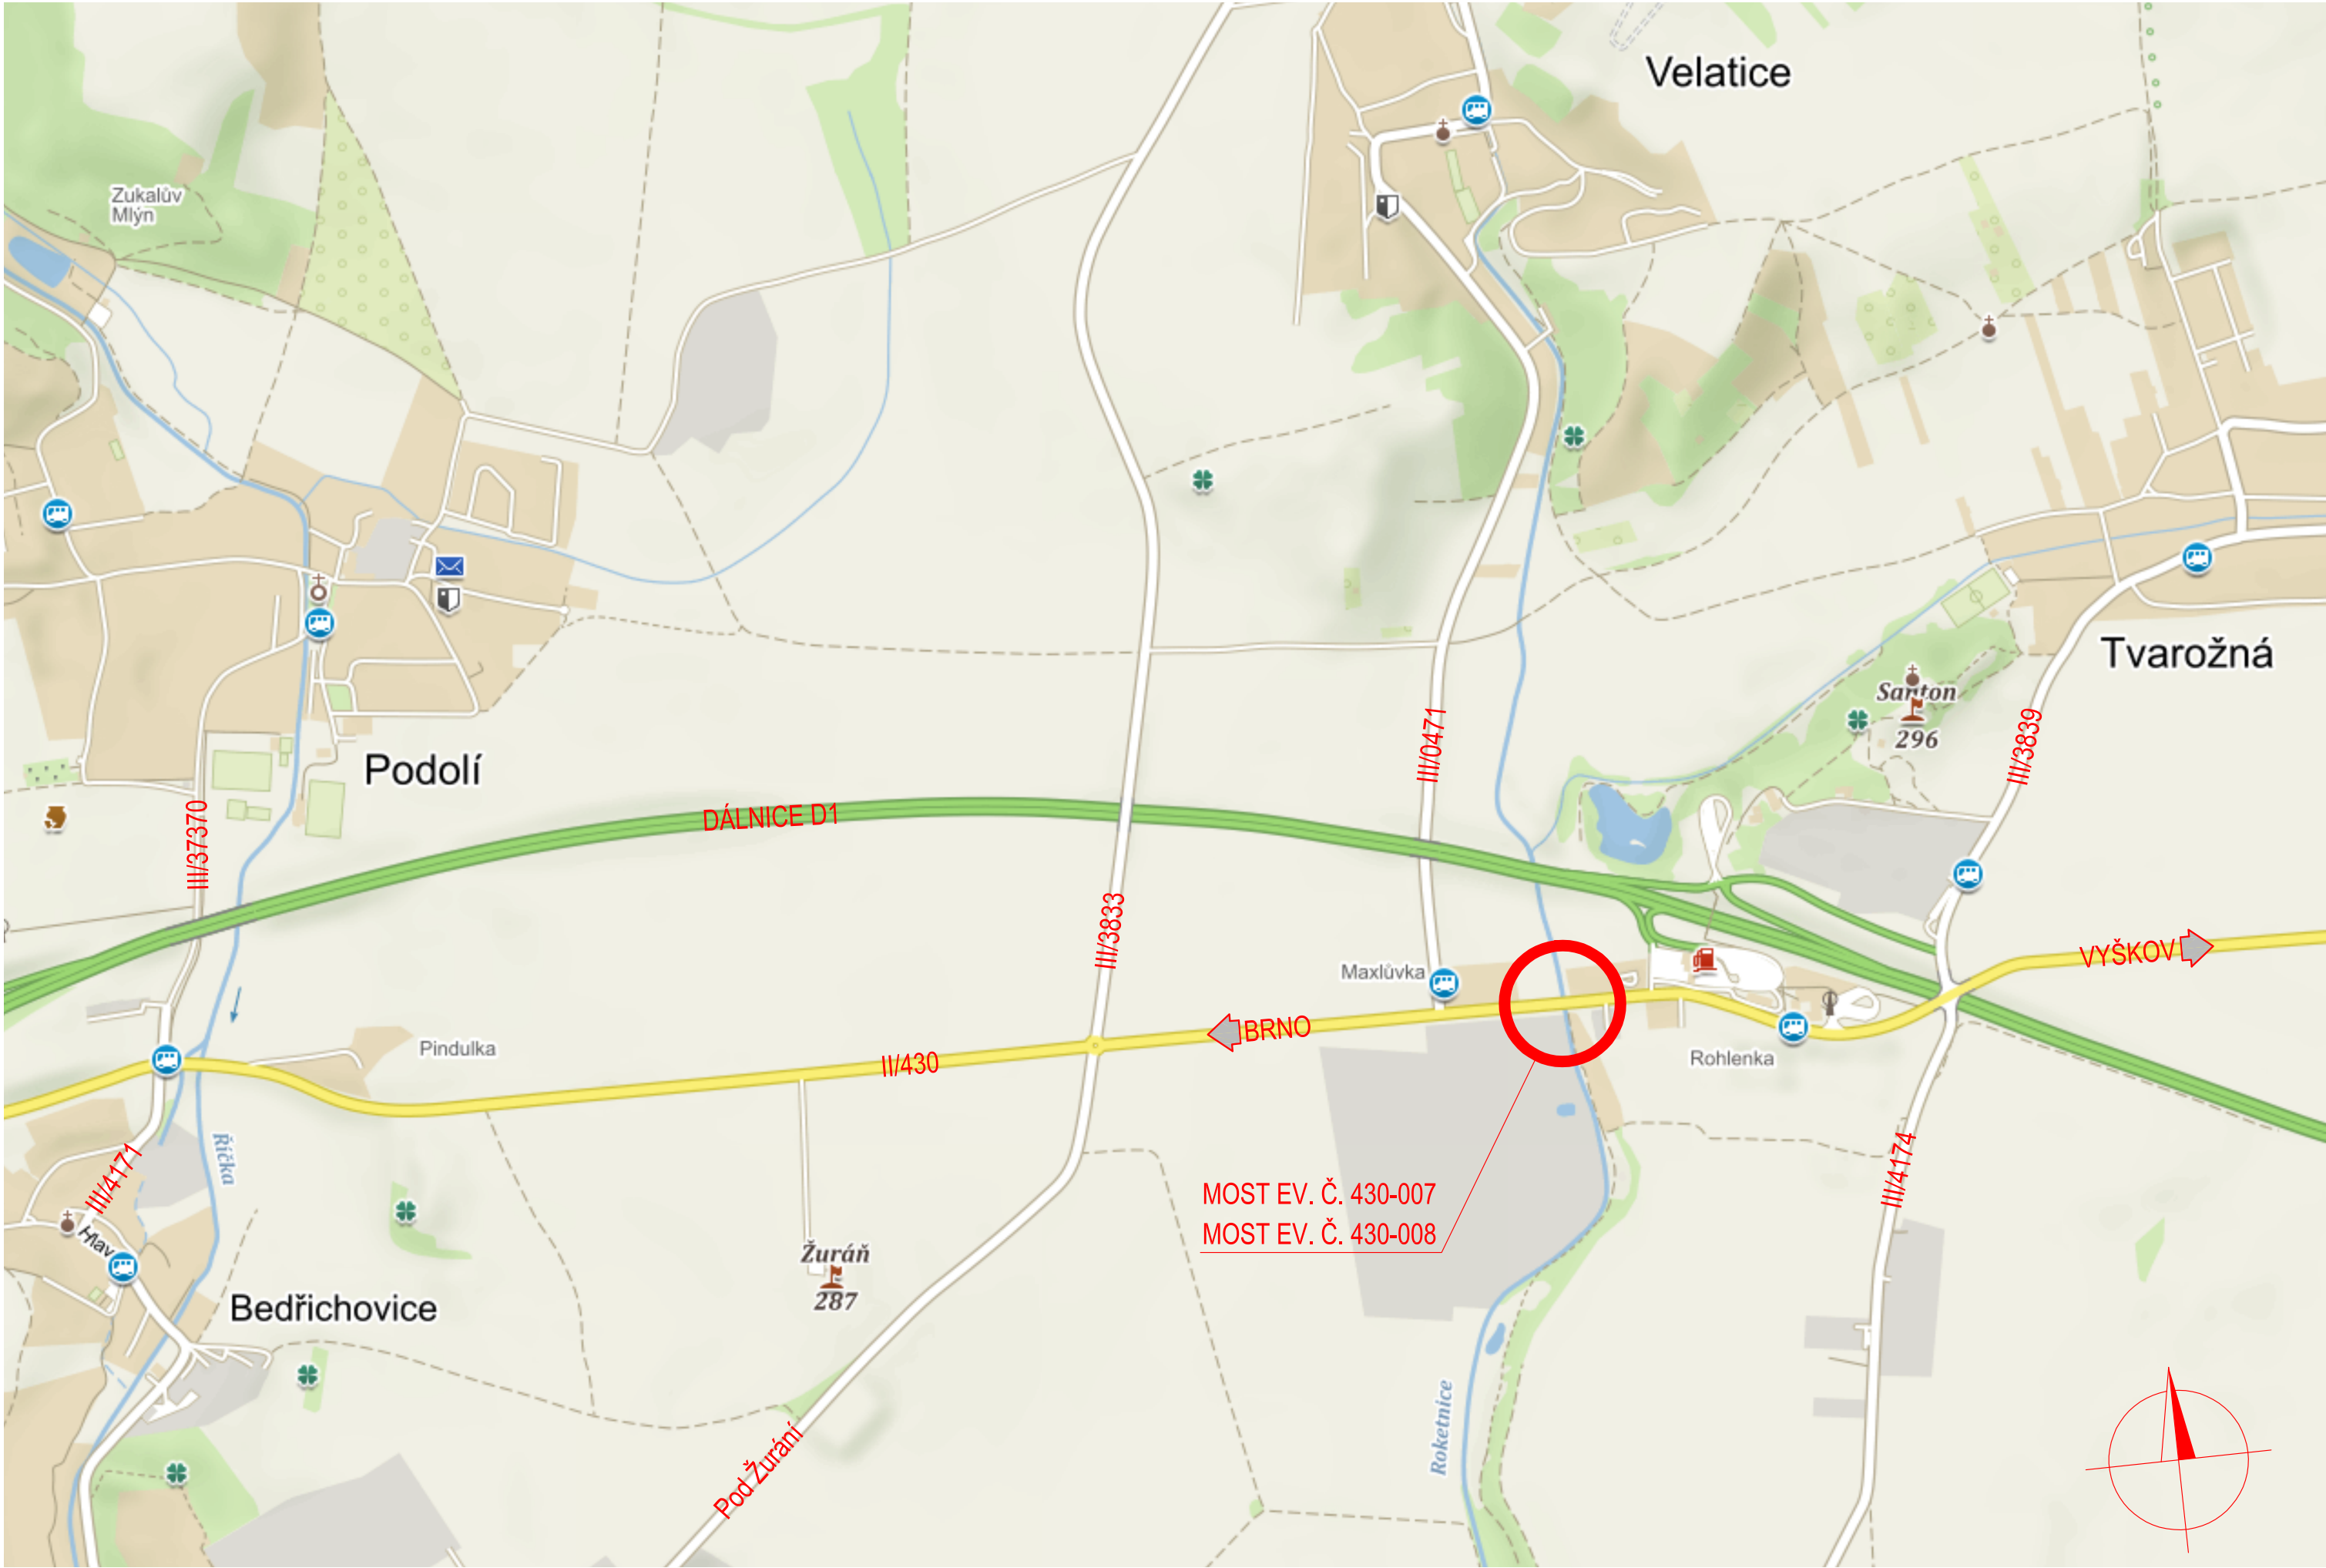 Velatice
Zukalův
Mlýn
Tvarožná
Santon
296
III/3839
III/0471
Podolí
III/37370
DÁLNICE D1
III/3833
VYŠKOV
Maxlůvka
BRNO
Pindulka
II/430
Rohlenka
Říčka
III/4171
III/4174
MOST EV. Č. 430-007
MOST EV. Č. 430-008
Hlav
Žuráň
287
Bedřichovice
Roketnice
Pod Žurání